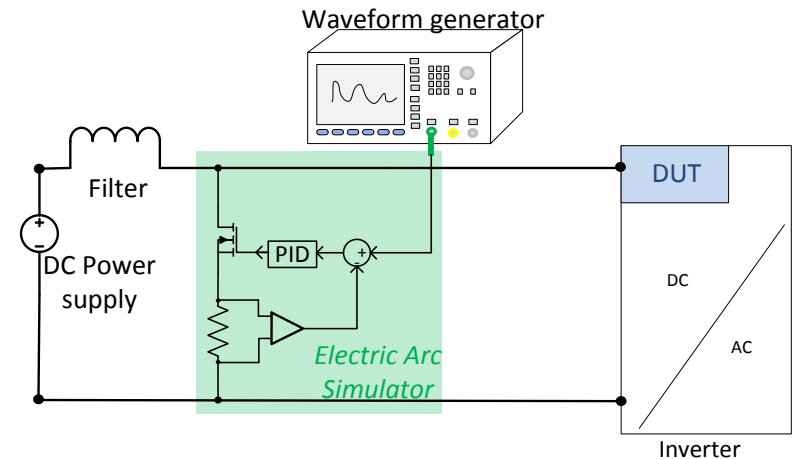 Waveform generator
Filter
DUT
+
-
DC Power
supply
PID
+
-
DC
AC
Electric Arc
Simulator
Inverter